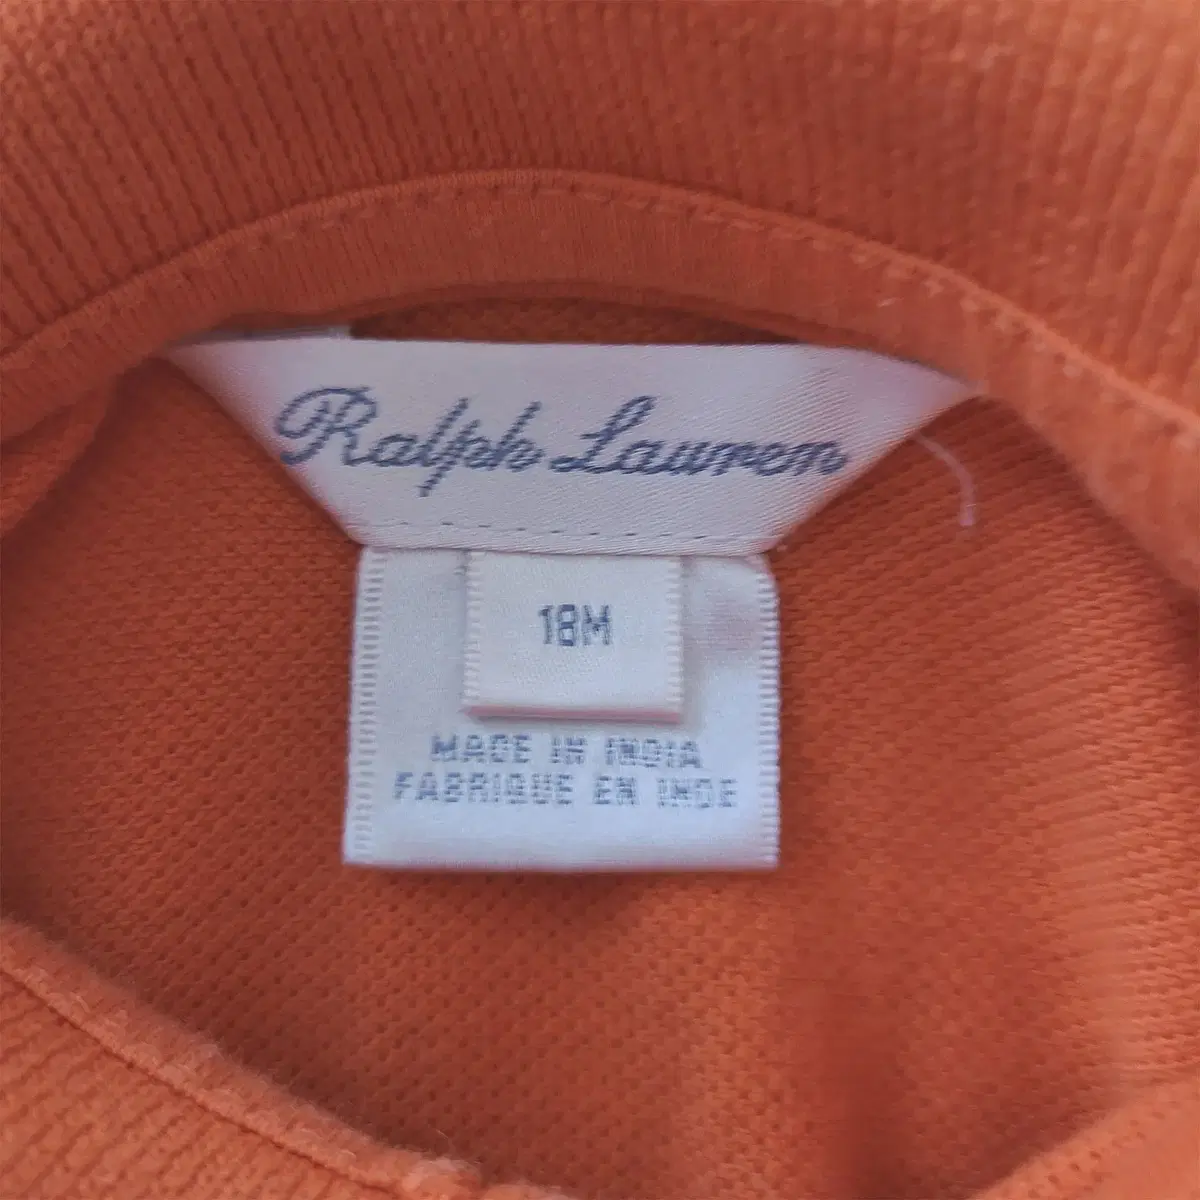 Ralph Lauren
18M
MADE IN INDIA
FABRIQUE EN INDE